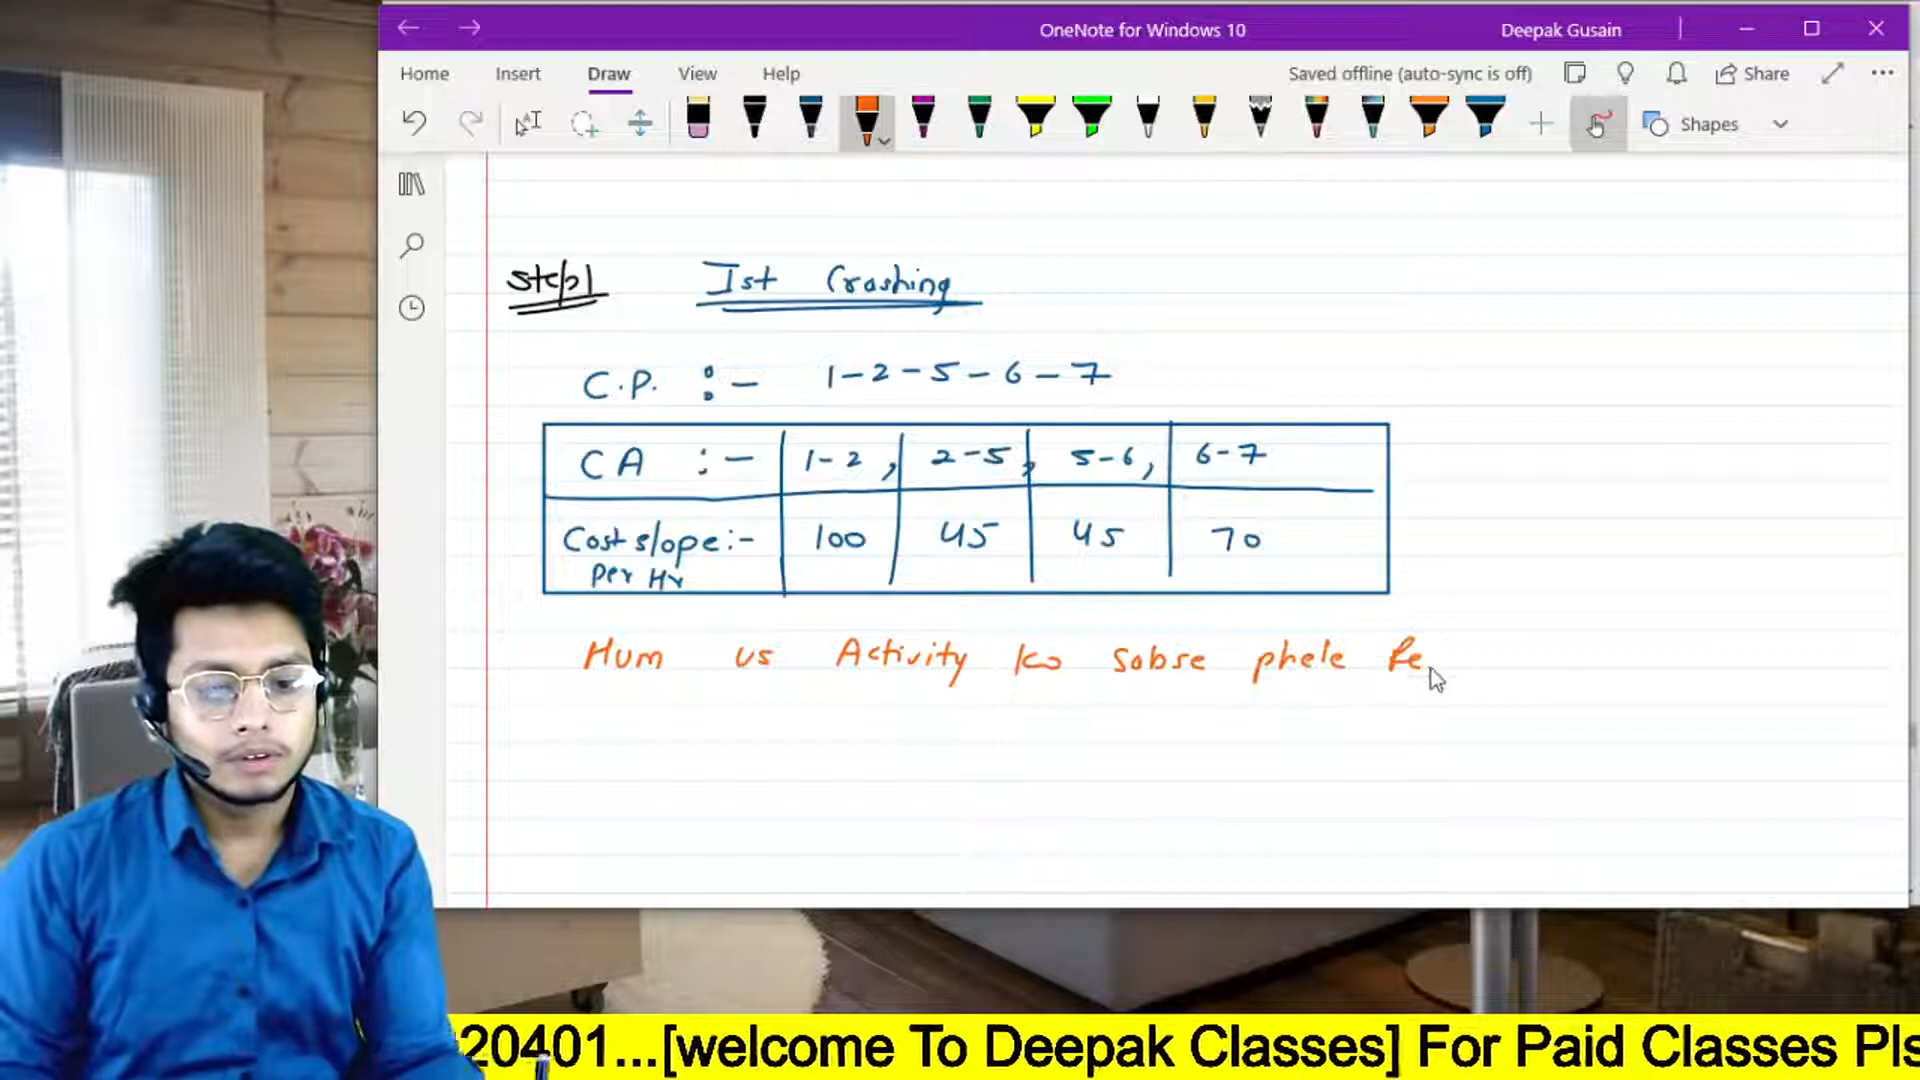 OneNote for Windows 10
Deepak Gusain
Home Insert Draw View Help
Saved offline (auto-sync is off)
Share
Shapes
Step1
Ist Crashing
C.P. :- 1-2-5-6-7
CA :- 1-2, 2-5, 5-6, 6-7
Cost slope:- 100 45 45 70
Per Hr
Hum us Activity ko sabse phele Re
20401...[welcome To Deepak Classes] For Paid Classes Pls